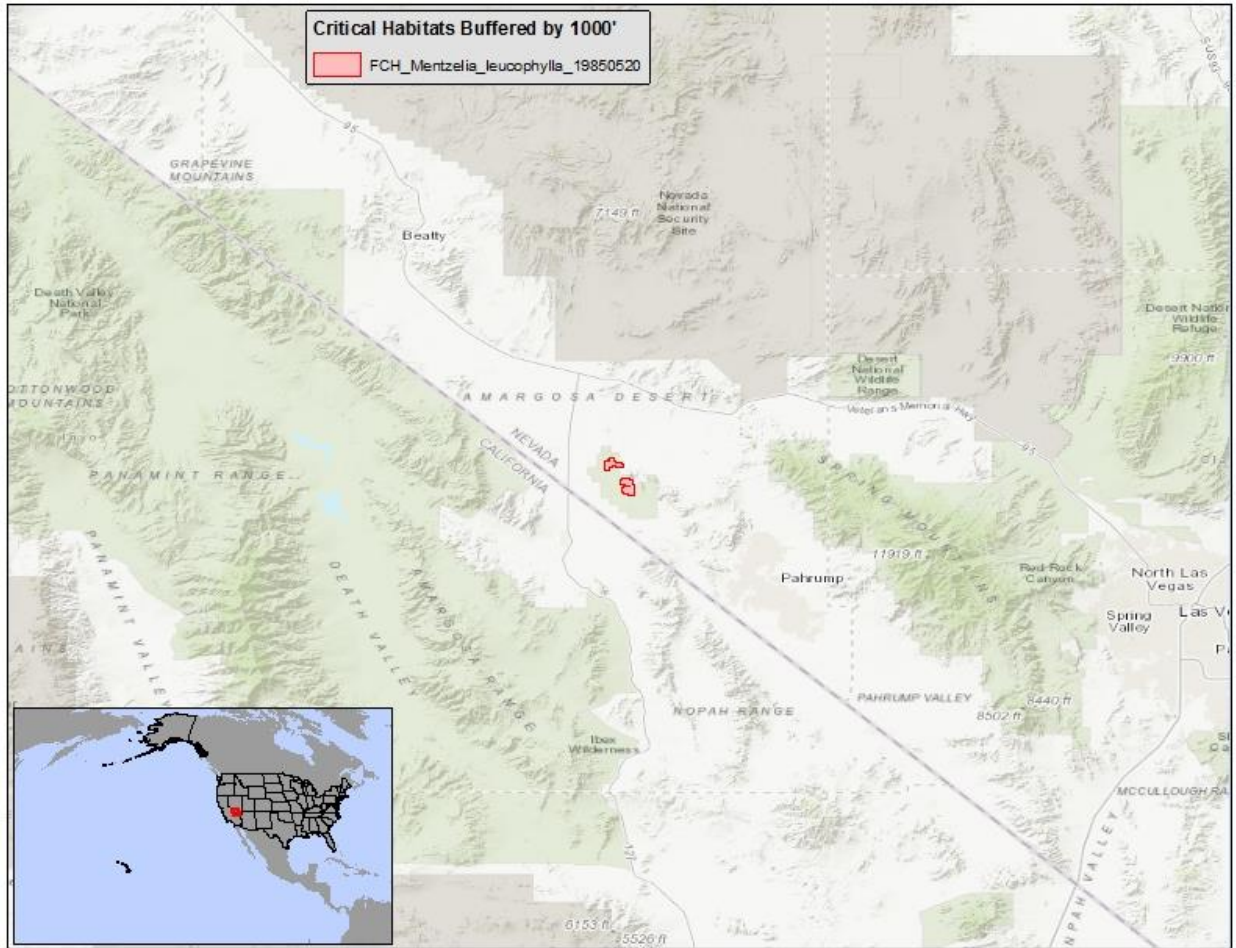 Critical Habitats Buffered by 1000'
FCH_Mentzelia_leucophylla_19850520
95
GRAPEVINE
MOUNTAINS
Nevada
National
Security
Site
7149 ft
Beatty
Death Valley
National
Park
Desert
Wildlife
Refuge
9900 ft
Desert
National
Wildlife
Range
OTTONWOOD
MOUNTAINS
AMARGOSA DESERT
Veterans Memorial Hwy
95
NEVADA
CALIFORNIA
PANAMINT RANGE
SPRING MOUNTAINS
11919 ft
Red Rock
Canyon
North Las
Vegas
Pahrump
Spring
Valley
Las V
PANAMINT VALLEY
DEATH VALLEY
AMARGOSA RANGE
AINS
PAHRUMP VALLEY
8440 ft
8502 ft
NOPAH RANGE
Ibex
Wilderness
MCCULLOUGH RA
127
NPAH VALLEY
6153 ft
5526 ft